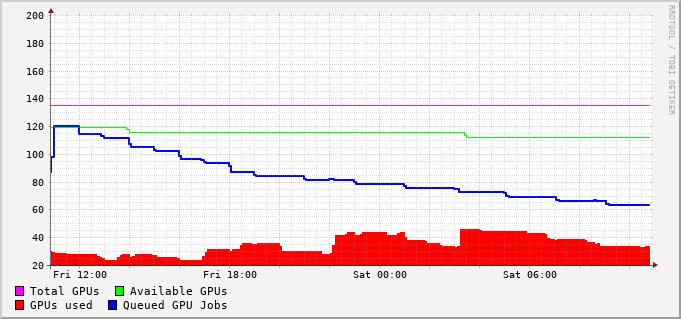 200
180
160
140
120
100
80
60
40
20
Fri 12:00 Fri 18:00 Sat 00:00 Sat 06:00
Total GPUs Available GPUs
GPUs used Queued GPU Jobs
RRDTOOL / TOBI OETIKER